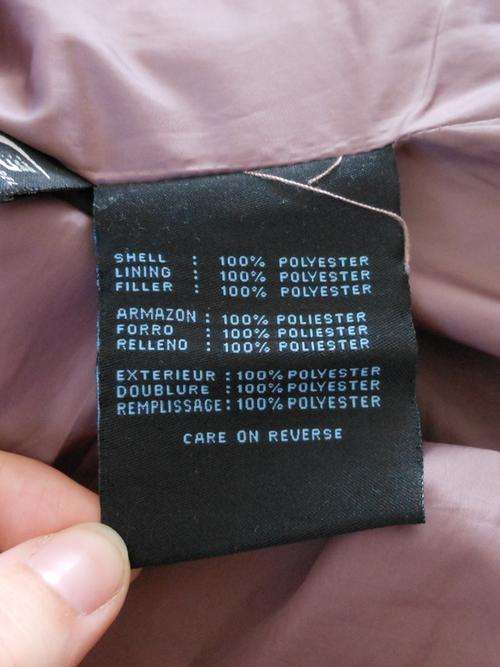 SHELL : 100% POLYESTER
LINING : 100% POLYESTER
FILLER : 100% POLYESTER
ARMAZON : 100% POLIESTER
FORRO : 100% POLIESTER
RELLENO : 100% POLIESTER
EXTERIEUR : 100% POLYESTER
DOUBLURE : 100% POLYESTER
REMPLISSAGE : 100% POLYESTER
CARE ON REVERSE